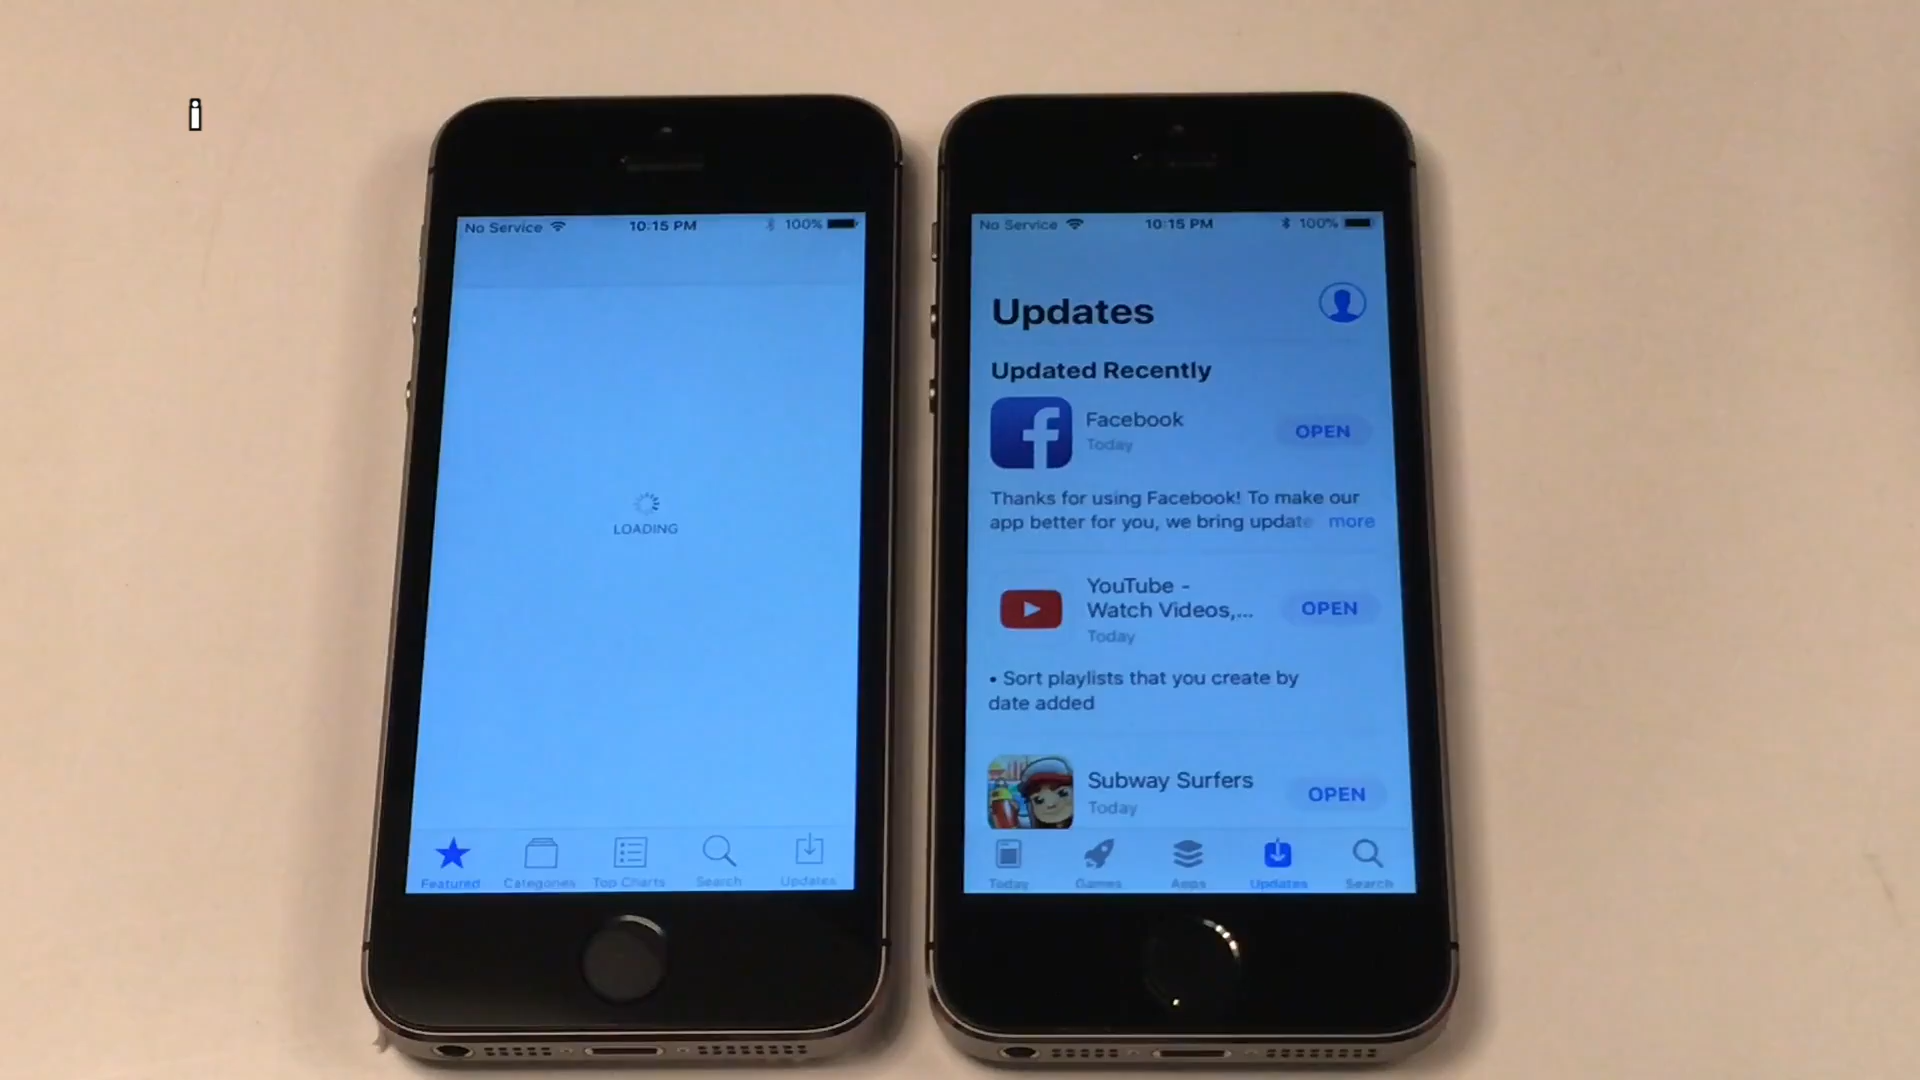 i
No Service 10:15 PM 100%
LOADING
Featured Categories Top Charts Search Updates
No Service 10:15 PM 100%
Updates
Updated Recently
Facebook
Today
OPEN
Thanks for using Facebook! To make our
app better for you, we bring update more
YouTube -
Watch Videos,...
Today
OPEN
• Sort playlists that you create by
date added
Subway Surfers
Today
OPEN
Today Games Apps Updates Search